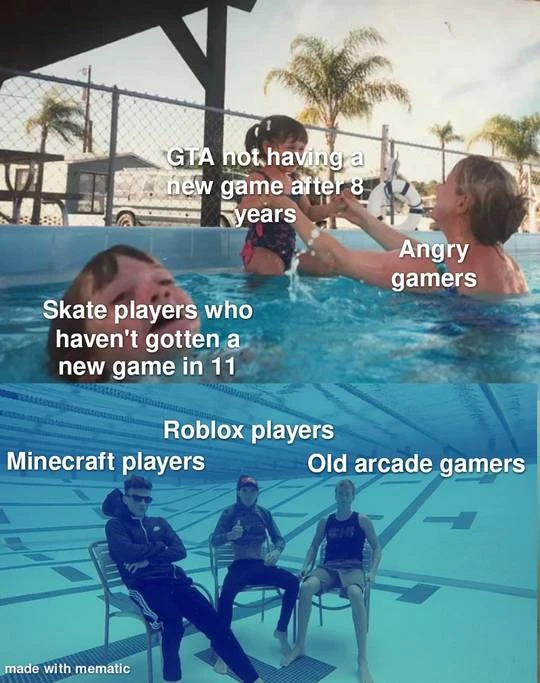 GTA not having a
new game after 8
years
Angry
gamers
Skate players who
haven't gotten a
new game in 11
Roblox players
Minecraft players
Old arcade gamers
made with mematic